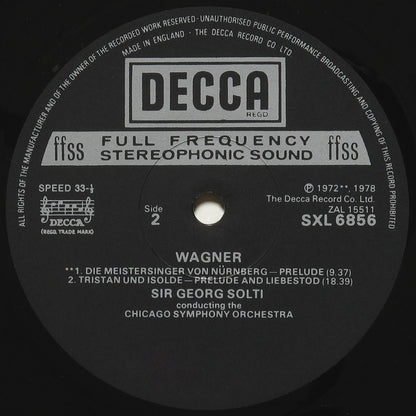 ALL RIGHTS OF THE MANUFACTURER AND OF THE OWNER OF THE RECORDED WORK RESERVED · UNAUTHORISED PUBLIC PERFORMANCE BROADCASTING AND COPYING OF THIS RECORD PROHIBITED
MADE IN ENGLAND · THE DECCA RECORD CO LTD
DECCA
REGD.
ffss FULL FREQUENCY ffss
STEREOPHONIC SOUND
SPEED 33-⅓
DECCA
(REGD. TRADE MARK)
Side
2
Ⓟ 1972**, 1978
The Decca Record Co. Ltd.
ZAL 15511
SXL 6856
WAGNER
**1. DIE MEISTERSINGER VON NÜRNBERG — PRELUDE (9.37)
2. TRISTAN UND ISOLDE — PRELUDE AND LIEBESTOD (18.39)
SIR GEORG SOLTI
conducting the
CHICAGO SYMPHONY ORCHESTRA